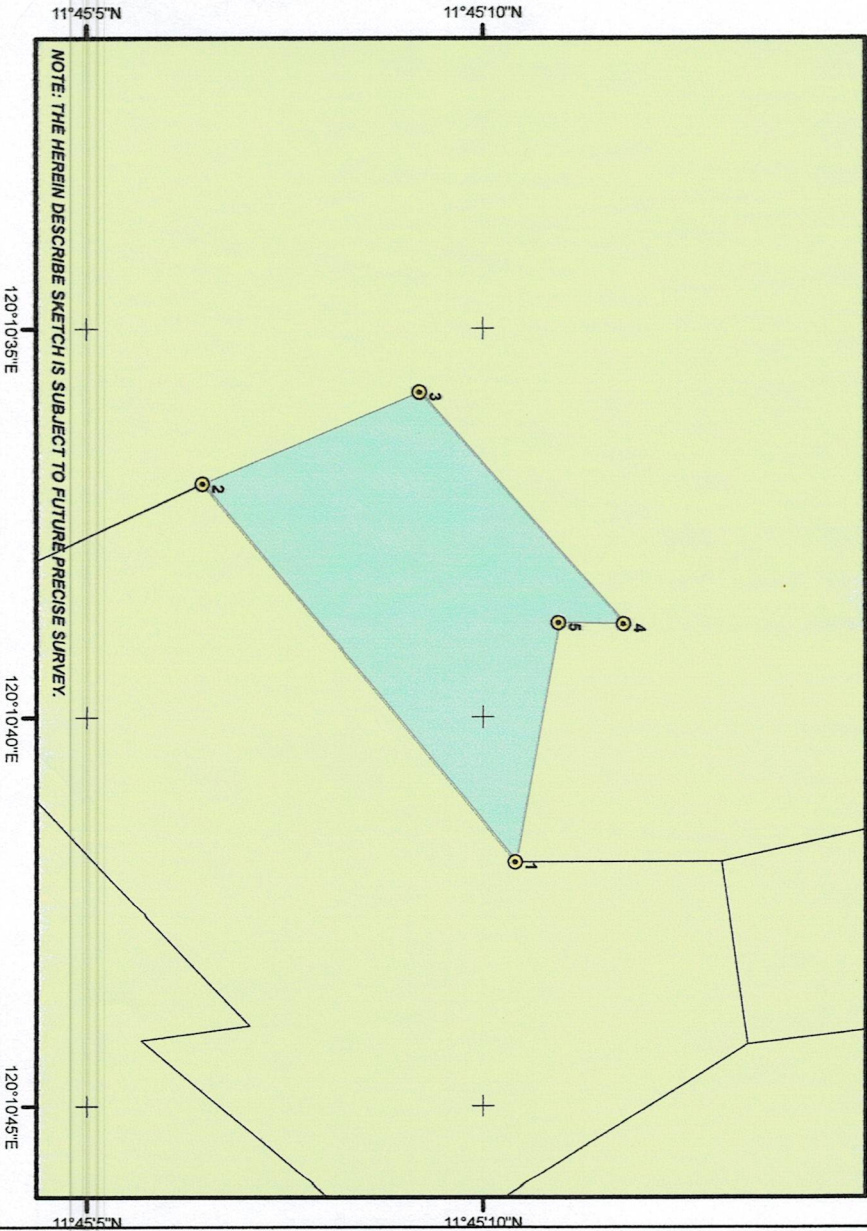 11°45'5"N
11°45'10"N
NOTE: THE HEREIN DESCRIBE SKETCH IS SUBJECT TO FUTURE PRECISE SURVEY.
120°10'35"E
120°10'40"E
120°10'45"E
3
2
4
5
1
11°45'5"N
11°45'10"N